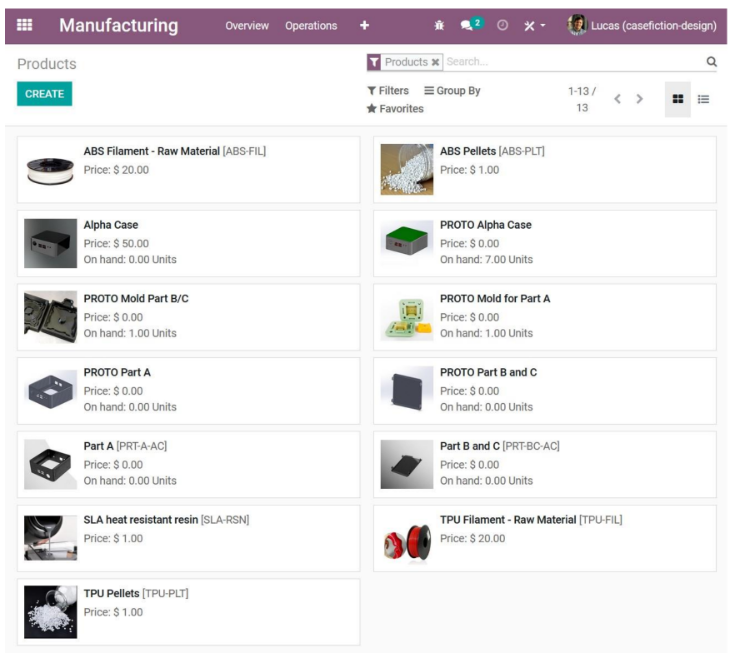 Manufacturing Overview Operations 2 Lucas (casefiction-design)
Products
Products Search...
CREATE
Filters Group By 1-13 /
Favorites 13
ABS Filament - Raw Material [ABS-FIL]
Price: $ 20.00
ABS Pellets [ABS-PLT]
Price: $ 1.00
Alpha Case
Price: $ 50.00
On hand: 0.00 Units
PROTO Alpha Case
Price: $ 0.00
On hand: 7.00 Units
PROTO Mold Part B/C
Price: $ 0.00
On hand: 1.00 Units
PROTO Mold for Part A
Price: $ 0.00
On hand: 1.00 Units
PROTO Part A
Price: $ 0.00
On hand: 0.00 Units
PROTO Part B and C
Price: $ 0.00
On hand: 0.00 Units
Part A [PRT-A-AC]
Price: $ 0.00
On hand: 0.00 Units
Part B and C [PRT-BC-AC]
Price: $ 0.00
On hand: 0.00 Units
SLA heat resistant resin [SLA-RSN]
Price: $ 1.00
TPU Filament - Raw Material [TPU-FIL]
Price: $ 20.00
TPU Pellets [TPU-PLT]
Price: $ 1.00